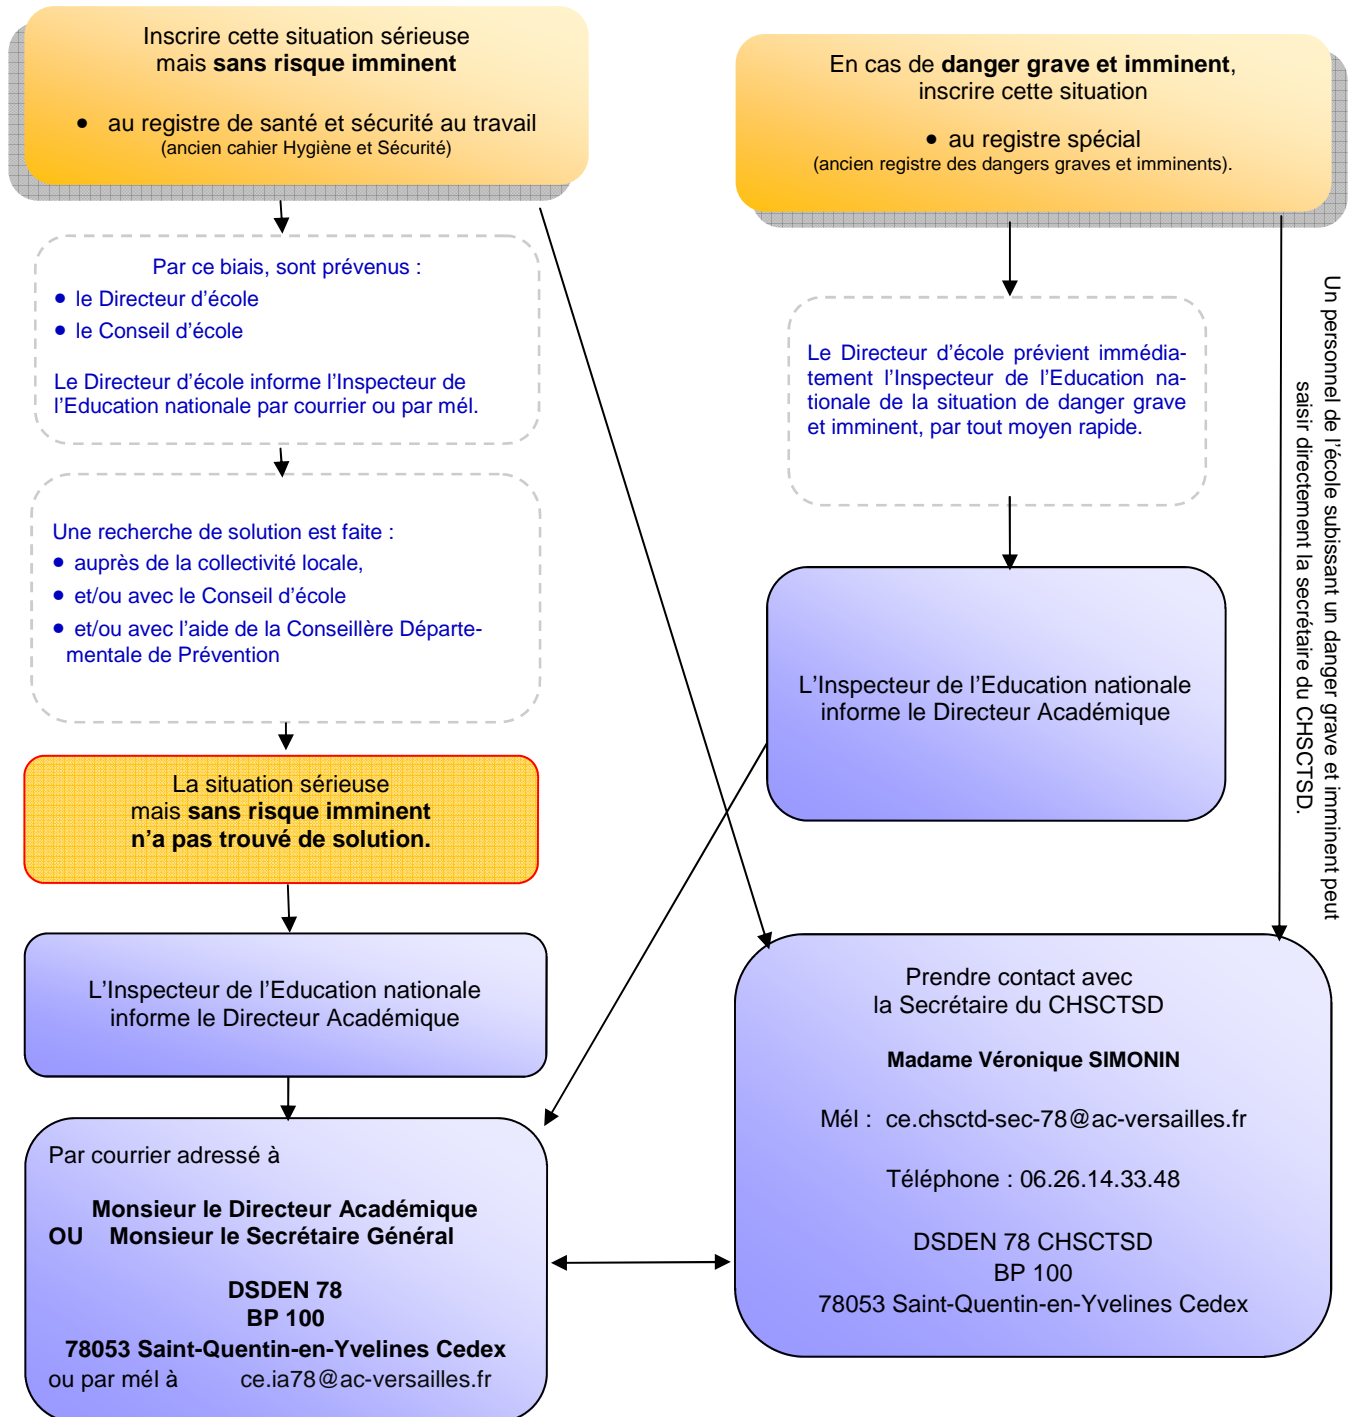 Inscrire cette situation sérieuse
mais sans risque imminent
• au registre de santé et sécurité au travail
(ancien cahier Hygiène et Sécurité)
Par ce biais, sont prévenus :
• le Directeur d’école
• le Conseil d’école
Le Directeur d’école informe l’Inspecteur de
l’Education nationale par courrier ou par mél.
Une recherche de solution est faite :
• auprès de la collectivité locale,
• et/ou avec le Conseil d’école
• et/ou avec l’aide de la Conseillère Départe-
mentale de Prévention
La situation sérieuse
mais sans risque imminent
n’a pas trouvé de solution.
L’Inspecteur de l’Education nationale
informe le Directeur Académique
Par courrier adressé à
Monsieur le Directeur Académique
OU Monsieur le Secrétaire Général
DSDEN 78
BP 100
78053 Saint-Quentin-en-Yvelines Cedex
ou par mél à ce.ia78@ac-versailles.fr
En cas de danger grave et imminent,
inscrire cette situation
• au registre spécial
(ancien registre des dangers graves et imminents).
Le Directeur d’école prévient immédia-
tement l’Inspecteur de l’Education na-
tionale de la situation de danger grave
et imminent, par tout moyen rapide.
L’Inspecteur de l’Education nationale
informe le Directeur Académique
Un personnel de l’école subissant un danger grave et imminent peut
saisir directement la secrétaire du CHSCTSD.
Prendre contact avec
la Secrétaire du CHSCTSD
Madame Véronique SIMONIN
Mél : ce.chsctd-sec-78@ac-versailles.fr
Téléphone : 06.26.14.33.48
DSDEN 78 CHSCTSD
BP 100
78053 Saint-Quentin-en-Yvelines Cedex